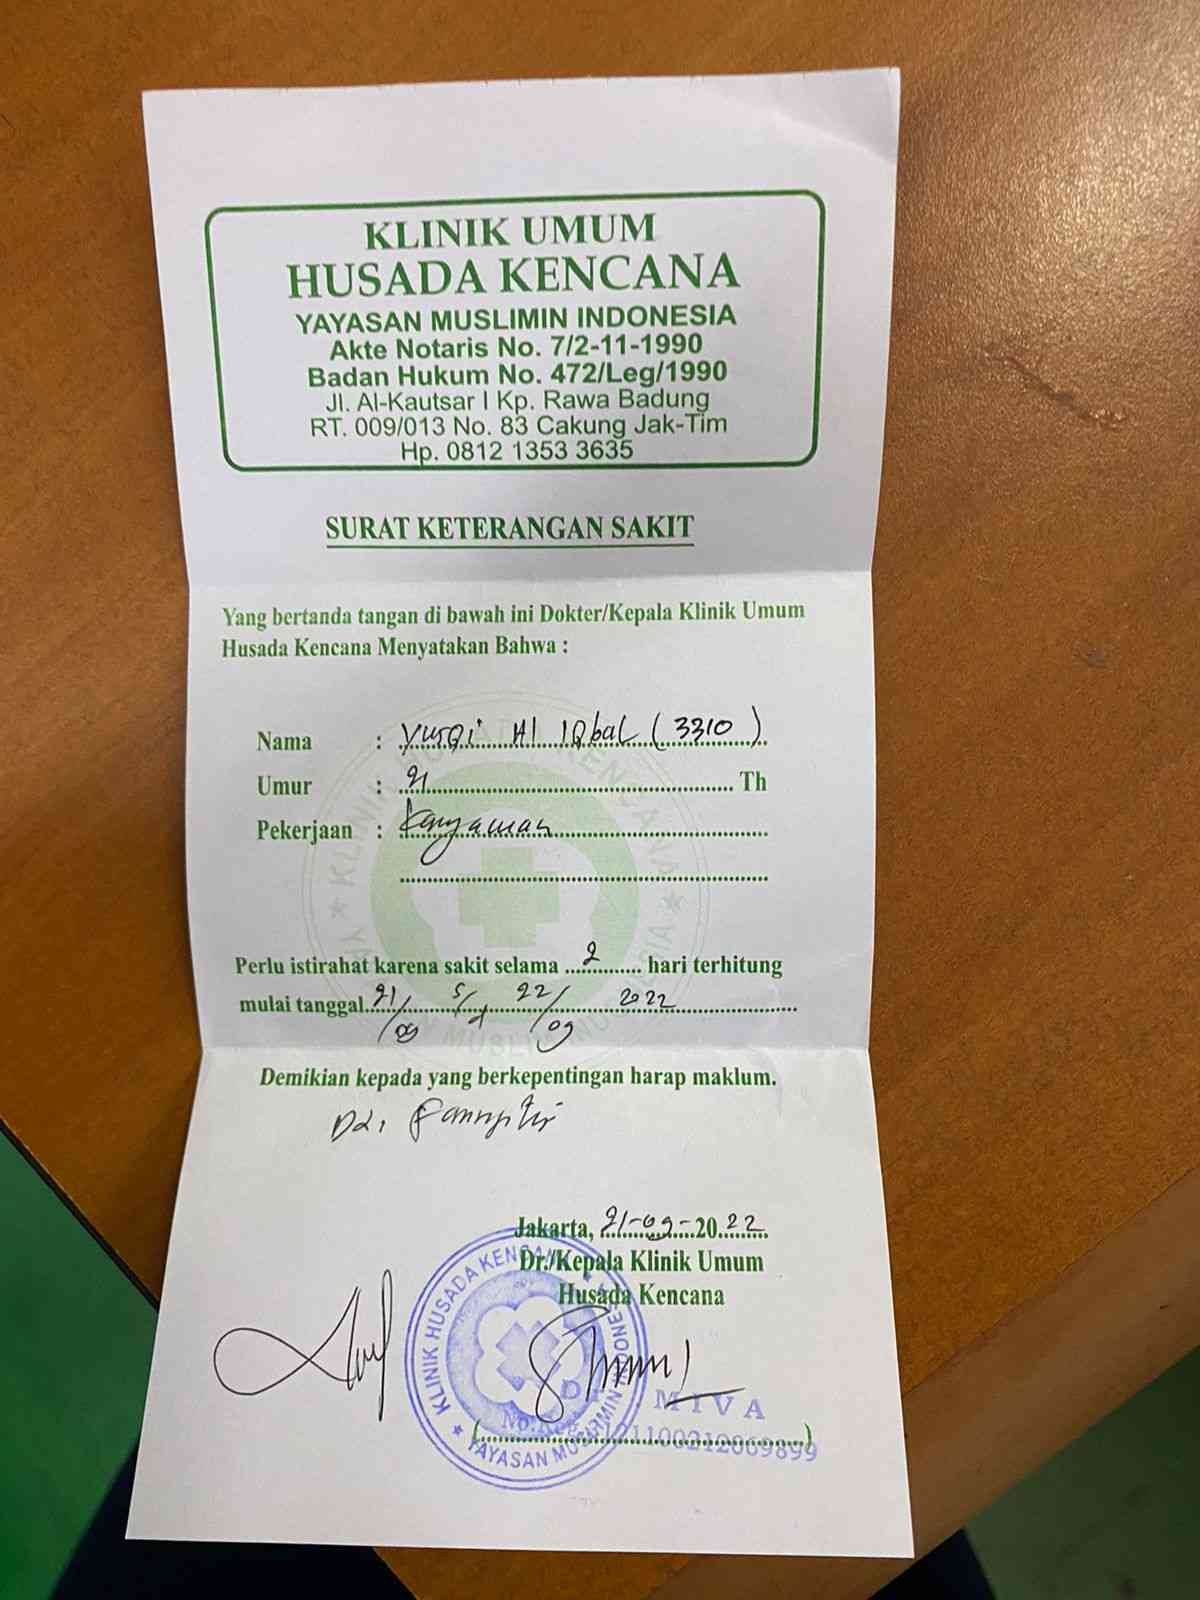 KLINIK UMUM
HUSADA KENCANA
YAYASAN MUSLIMIN INDONESIA
Akte Notaris No. 7/2-11-1990
Badan Hukum No. 472/Leg/1990
Jl. Al-Kautsar I Kp. Rawa Badung
RT. 009/013 No. 83 Cakung Jak-Tim
Hp. 0812 1353 3635
SURAT KETERANGAN SAKIT
Yang bertanda tangan di bawah ini Dokter/Kepala Klinik Umum
Husada Kencana Menyatakan Bahwa :
Nama : Yusqi Al Iqbal (3310)
Umur : 21 Th
Pekerjaan : Karyawan
Perlu istirahat karena sakit selama 2 hari terhitung
mulai tanggal 21/09 s/d 22/09 2022
Demikian kepada yang berkepentingan harap maklum.
Jakarta, 21-09-2022
Dr./Kepala Klinik Umum
Husada Kencana
KLINIK HUSADA KENCANA
YAYASAN MUSLIMIN INDONESIA
MIVA
No.Reg.